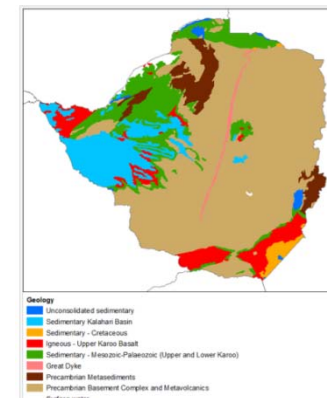 Geology
Unconsolidated sedimentary
Sedimentary Kalahari Basin
Sedimentary - Cretaceous
Igneous - Upper Karoo Basalt
Sedimentary - Mesozoic-Palaeozoic (Upper and Lower Karoo)
Great Dyke
Precambrian Metasediments
Precambrian Basement Complex and Metavolcanics